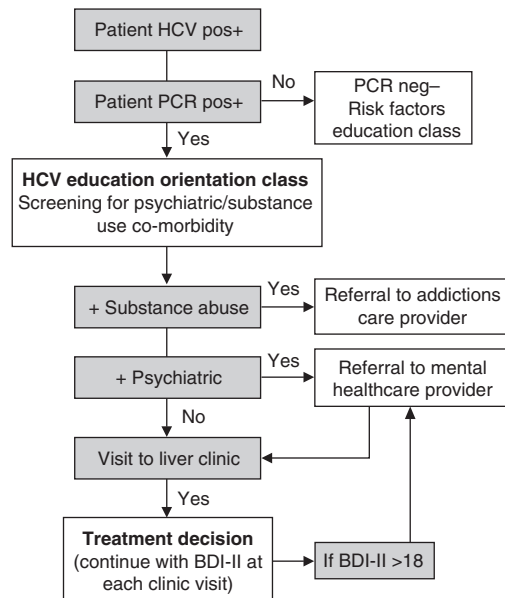 Patient HCV pos+
Patient PCR pos+
No
PCR neg–
Risk factors
education class
Yes
HCV education orientation class
Screening for psychiatric/substance
use co-morbidity
+ Substance abuse
Yes
Referral to addictions
care provider
+ Psychiatric
Yes
Referral to mental
healthcare provider
No
Visit to liver clinic
Yes
Treatment decision
(continue with BDI-II at
each clinic visit)
If BDI-II >18